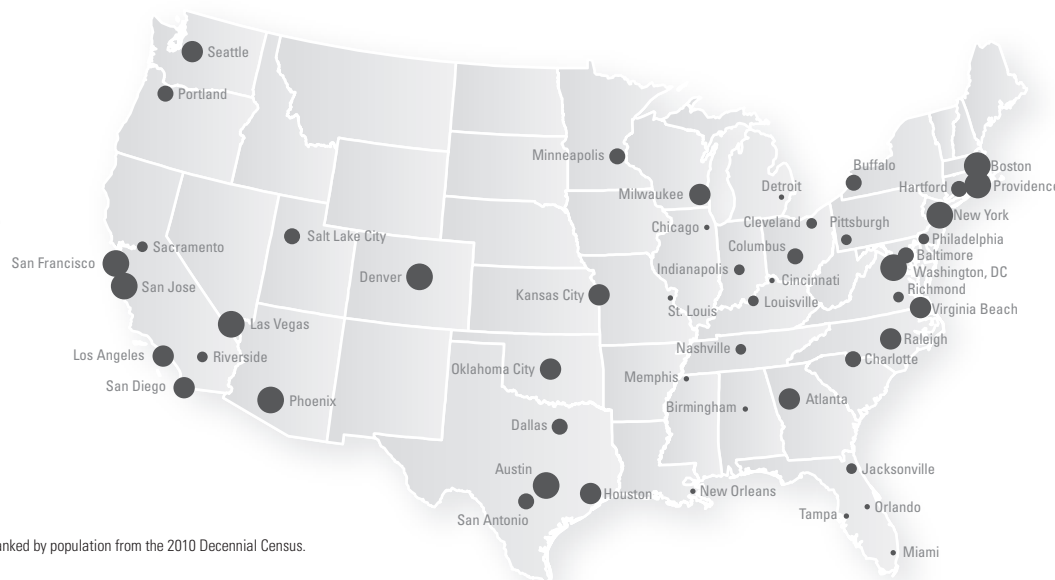 Seattle
Portland
Minneapolis
Buffalo
Boston
Milwaukee
Detroit
Hartford
Providence
Chicago
Cleveland
Pittsburgh
New York
Sacramento
Salt Lake City
Columbus
Philadelphia
San Francisco
Denver
Indianapolis
Cincinnati
Baltimore
Washington, DC
San Jose
Kansas City
St. Louis
Louisville
Richmond
Virginia Beach
Las Vegas
Raleigh
Los Angeles
Riverside
Nashville
Charlotte
San Diego
Oklahoma City
Memphis
Phoenix
Birmingham
Atlanta
Dallas
Austin
Jacksonville
Houston
New Orleans
San Antonio
Orlando
Tampa
Miami
anked by population from the 2010 Decennial Census.